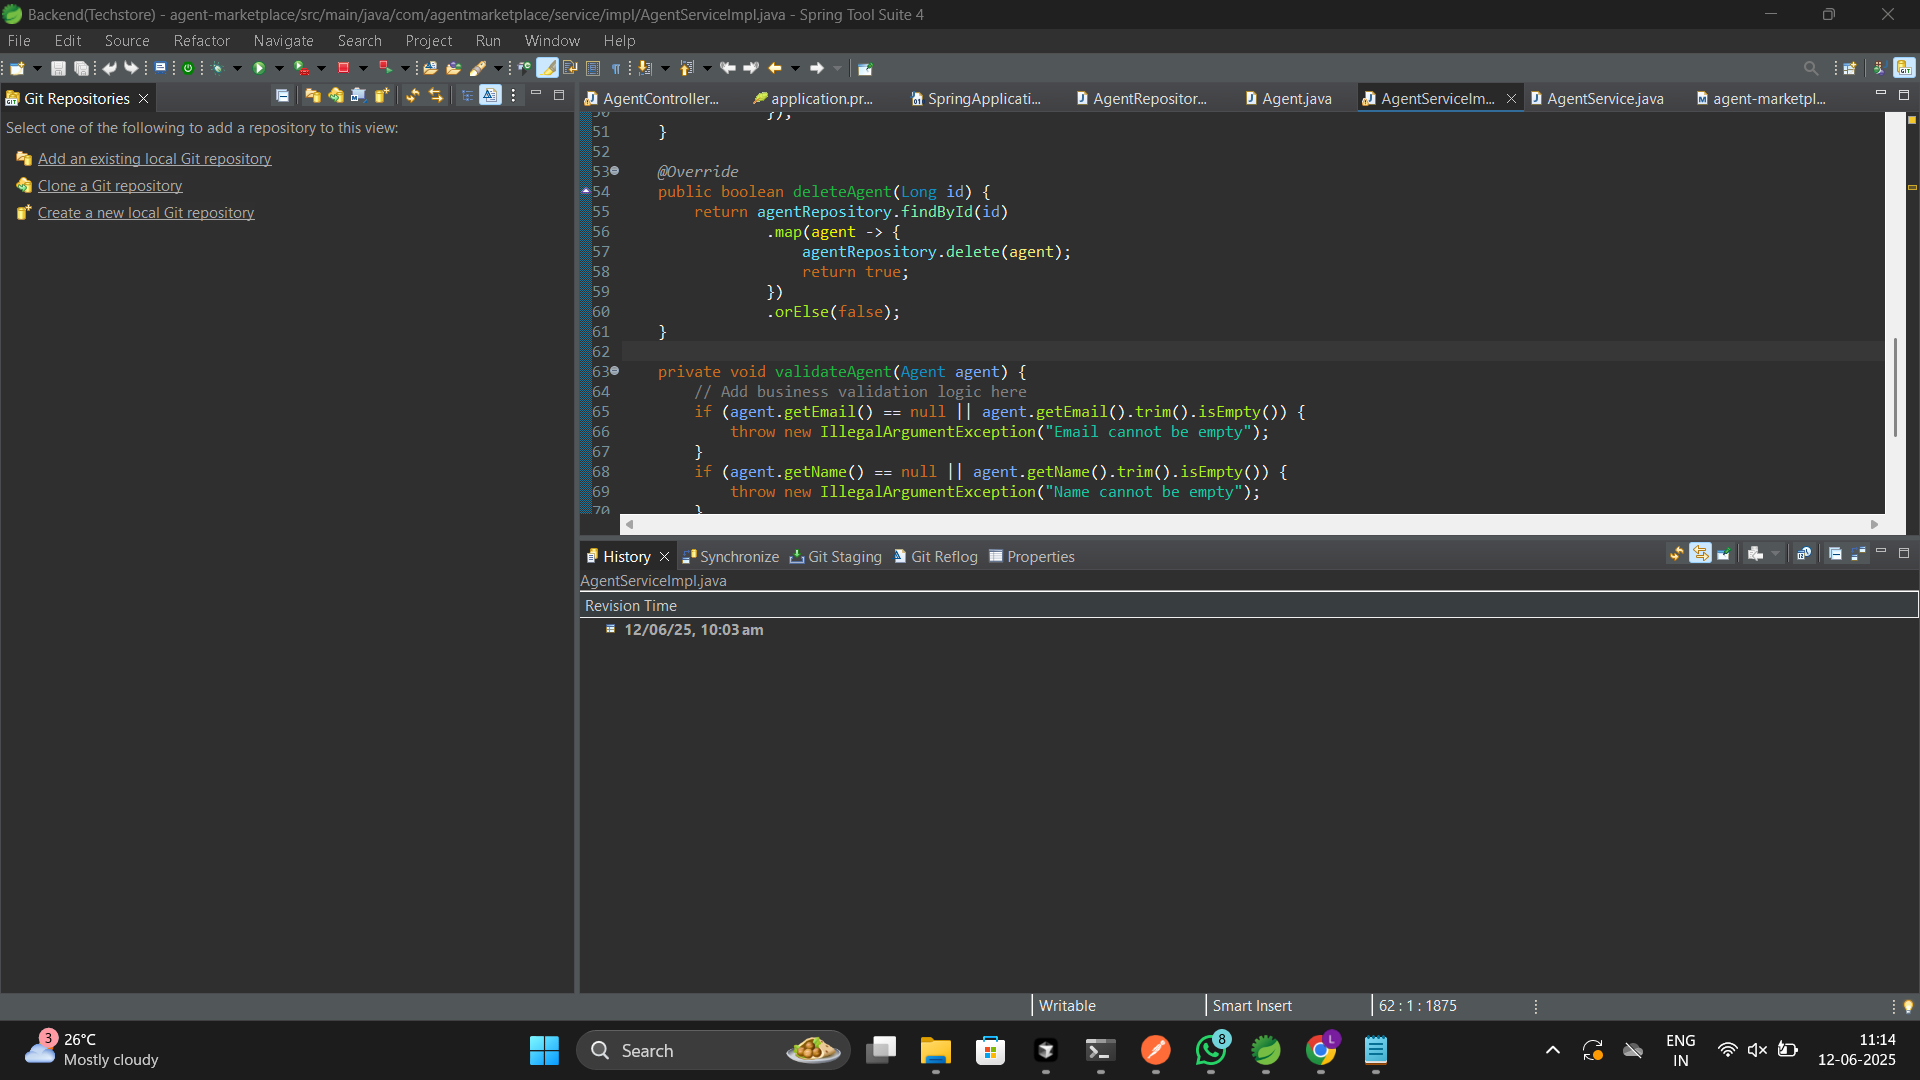 Backend(Techstore) - agent-marketplace/src/main/java/com/agentmarketplace/service/impl/AgentServiceImpl.java - Spring Tool Suite 4
File Edit Source Refactor Navigate Search Project Run Window Help
Git Repositories
Select one of the following to add a repository to this view:
Add an existing local Git repository
Clone a Git repository
Create a new local Git repository
AgentController... application.pr... SpringApplicati... AgentRepositor... Agent.java AgentServiceIm... AgentService.java agent-marketpl...
50 });
51 }
52
53 @Override
54 public boolean deleteAgent(Long id) {
55 return agentRepository.findById(id)
56 .map(agent -> {
57 agentRepository.delete(agent);
58 return true;
59 })
60 .orElse(false);
61 }
62
63 private void validateAgent(Agent agent) {
64 // Add business validation logic here
65 if (agent.getEmail() == null || agent.getEmail().trim().isEmpty()) {
66 throw new IllegalArgumentException("Email cannot be empty");
67 }
68 if (agent.getName() == null || agent.getName().trim().isEmpty()) {
69 throw new IllegalArgumentException("Name cannot be empty");
70 }
History Synchronize Git Staging Git Reflog Properties
AgentServiceImpl.java
Revision Time
12/06/25, 10:03 am
Writable Smart Insert 62 : 1 : 1875
3
26°C
Mostly cloudy
Search
8
L
ENG
IN
11:14
12-06-2025